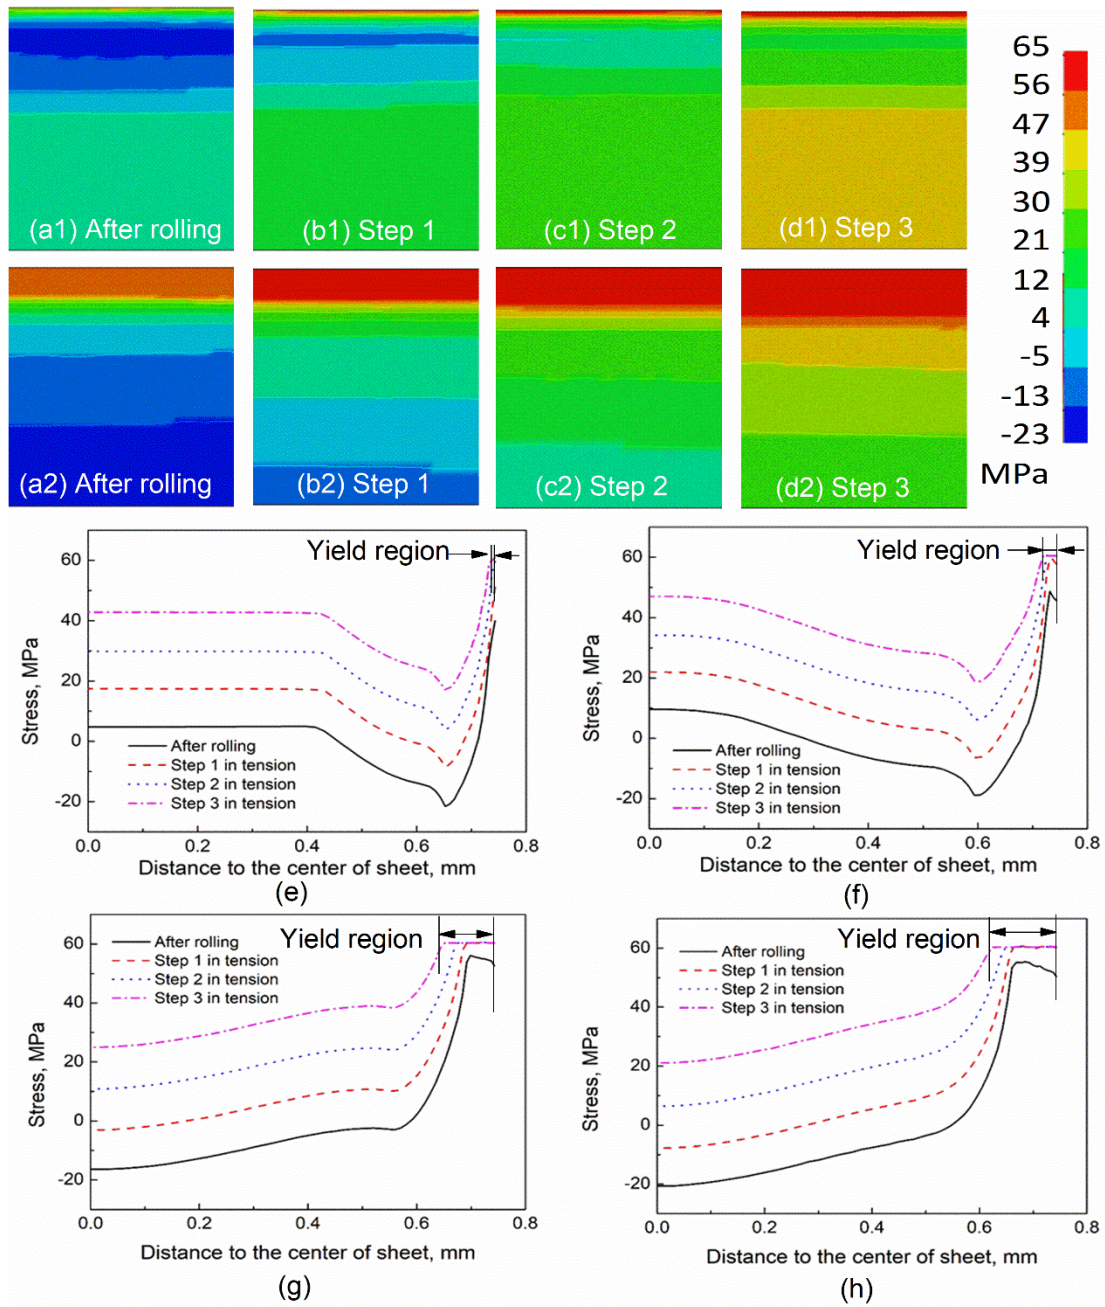 65
56
47
39
30
21
12
4
-5
-13
-23
MPa
(a1) After rolling
(b1) Step 1
(c1) Step 2
(d1) Step 3
(a2) After rolling
(b2) Step 1
(c2) Step 2
(d2) Step 3
60
40
20
0
-20
Stress, MPa
Yield region
After rolling
Step 1 in tension
Step 2 in tension
Step 3 in tension
0.0 0.2 0.4 0.6 0.8
Distance to the center of sheet, mm
(e)
60
40
20
0
-20
Stress, MPa
Yield region
After rolling
Step 1 in tension
Step 2 in tension
Step 3 in tension
0.0 0.2 0.4 0.6 0.8
Distance to the center of sheet, mm
(f)
60
40
20
0
-20
Stress, MPa
Yield region
After rolling
Step 1 in tension
Step 2 in tension
Step 3 in tension
0.0 0.2 0.4 0.6 0.8
Distance to the center of sheet, mm
(g)
60
40
20
0
-20
Stress, MPa
Yield region
After rolling
Step 1 in tension
Step 2 in tension
Step 3 in tension
0.0 0.2 0.4 0.6 0.8
Distance to the center of sheet, mm
(h)